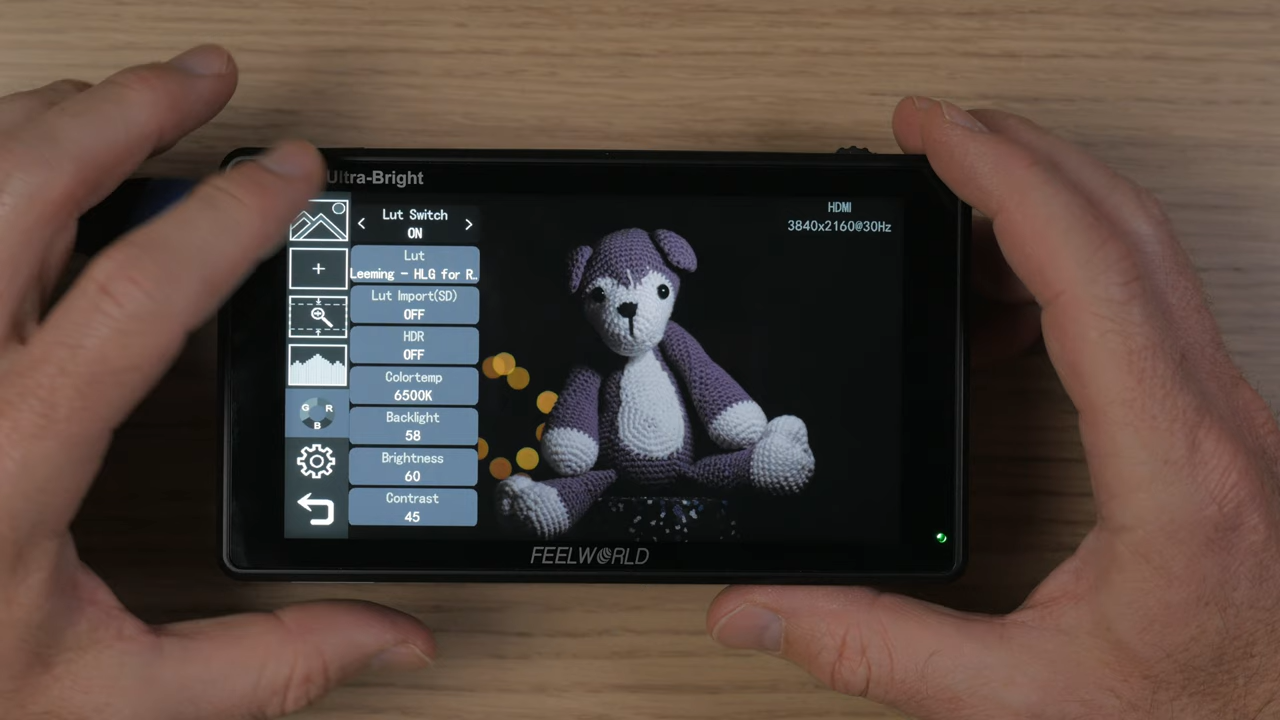 Ultra-Bright
Lut Switch
ON
Lut
Leeming - HLG for R.
Lut Import(SD)
OFF
HDR
OFF
Colortemp
6500K
Backlight
58
Brightness
60
Contrast
45
G R
B
HDMI
3840x2160@30Hz
FEELWORLD